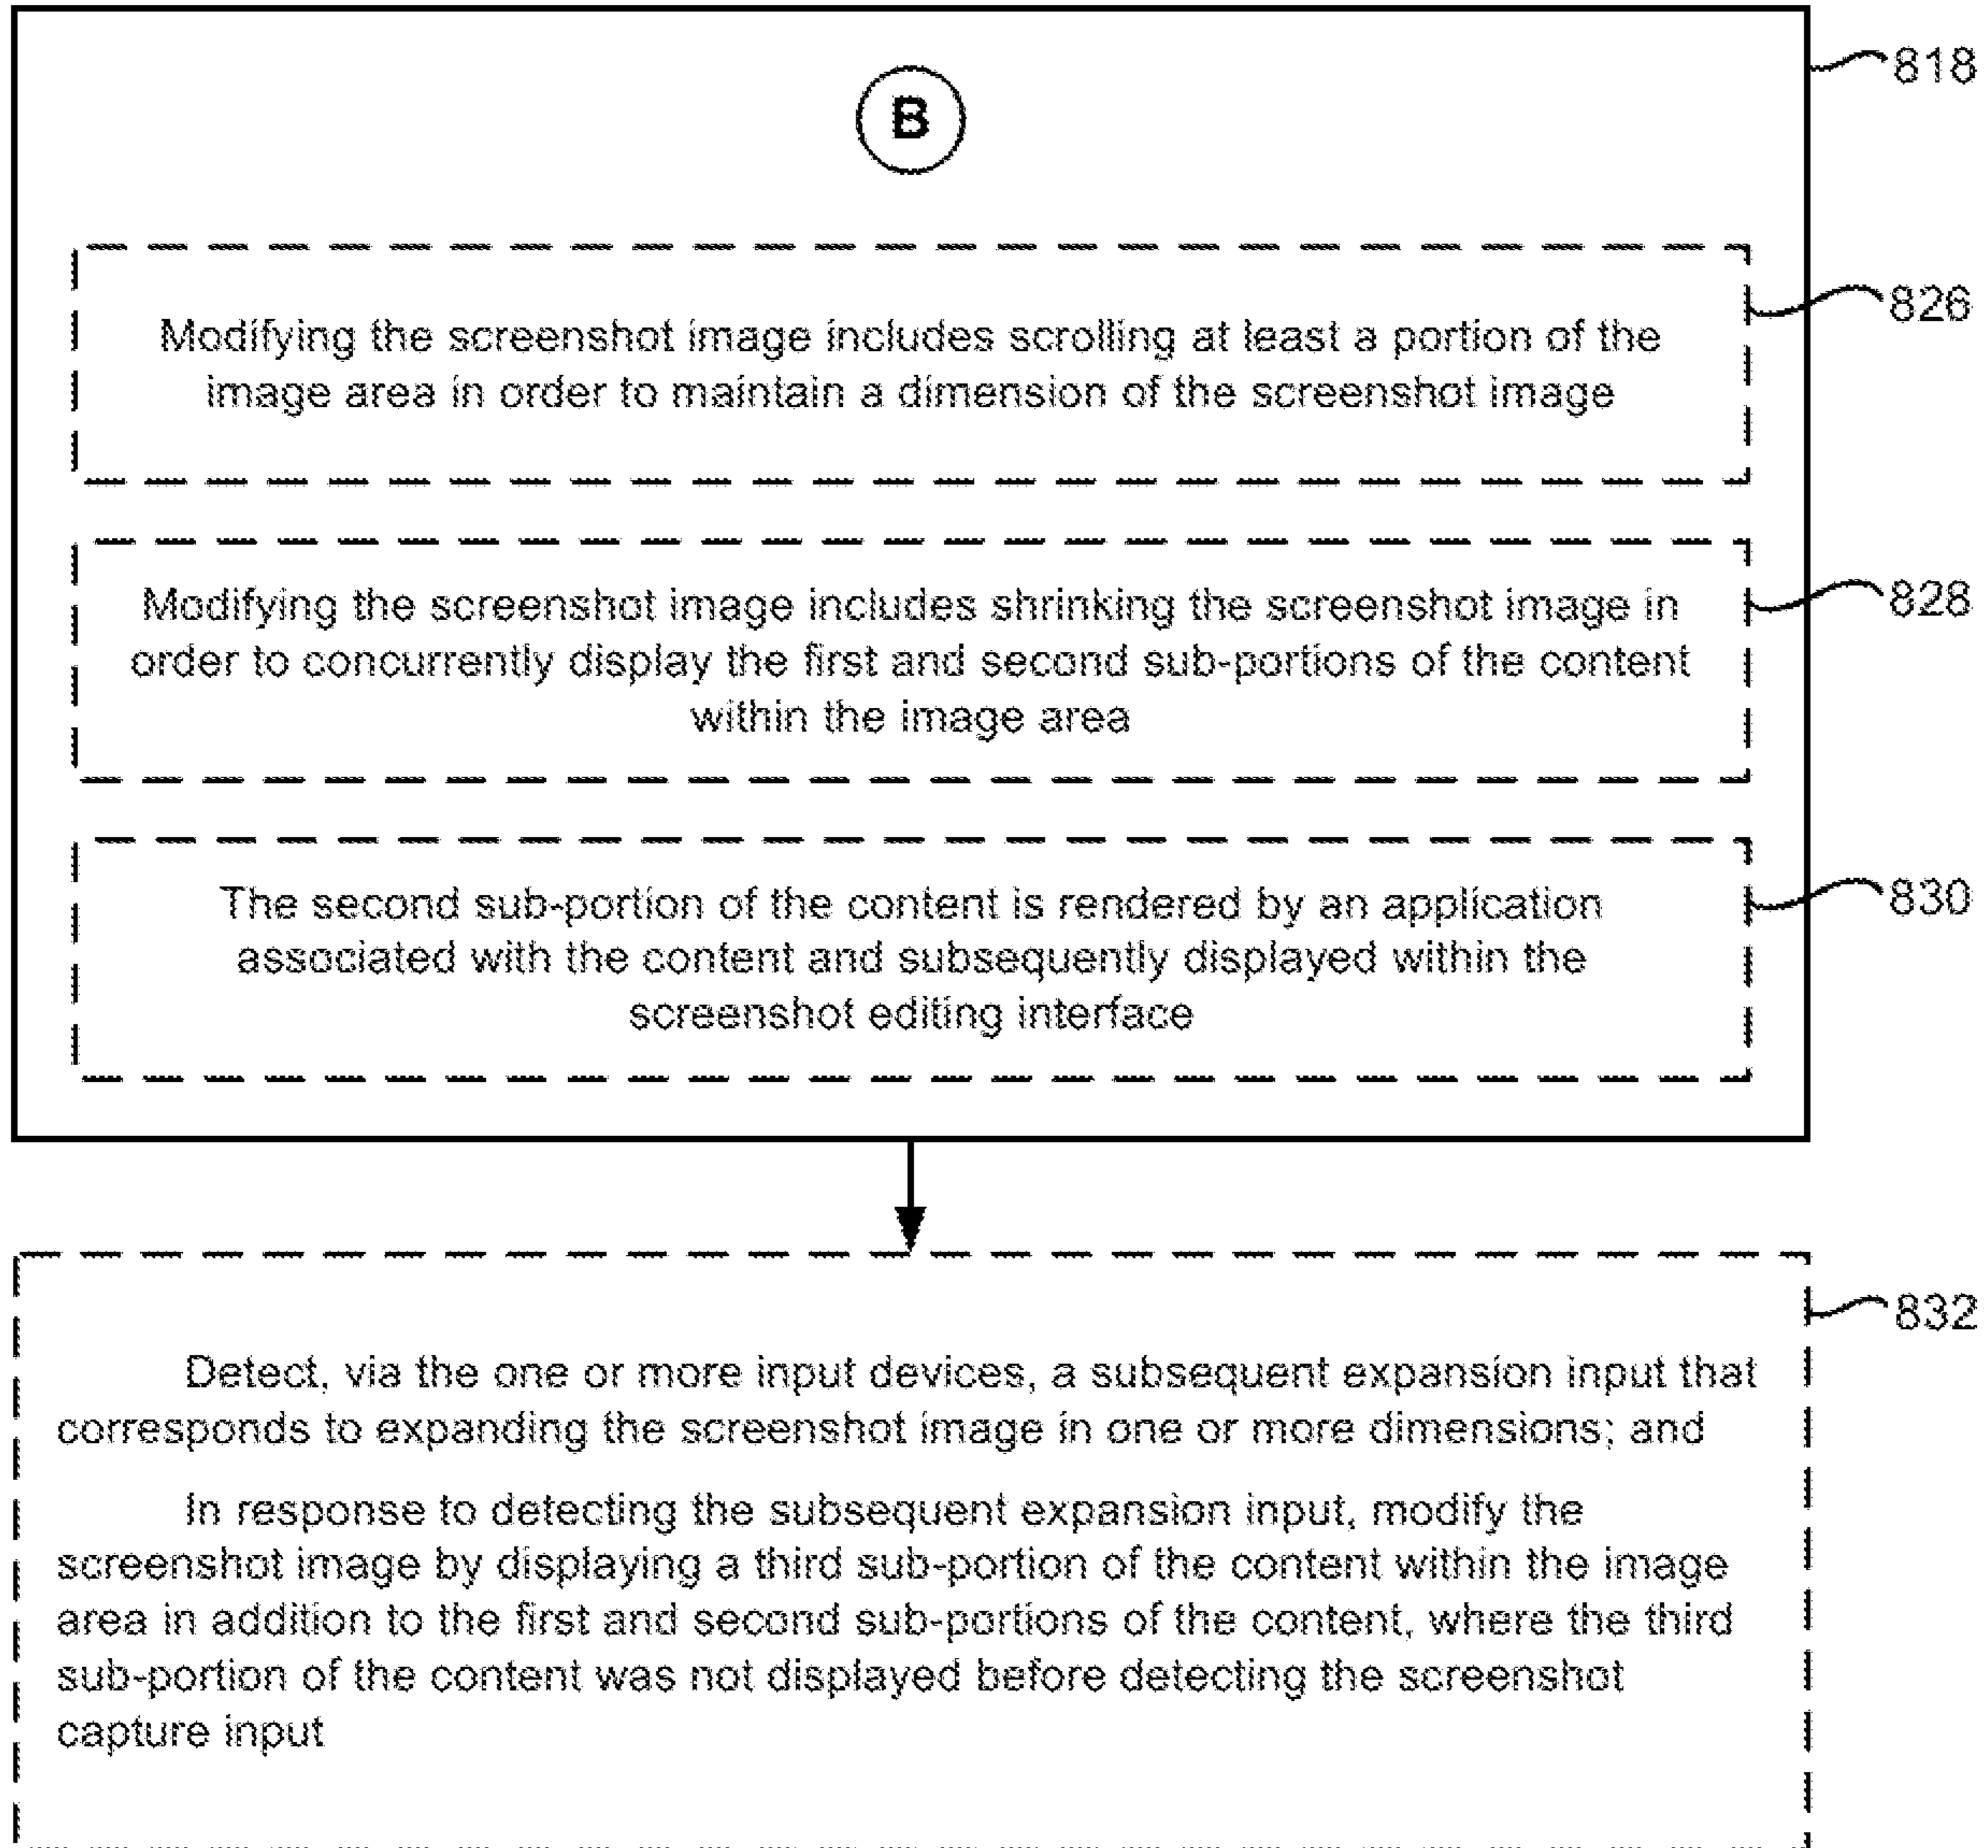 818
B
826
Modifying the screenshot image includes scrolling at least a portion of the
image area in order to maintain a dimension of the screenshot image
828
Modifying the screenshot image includes shrinking the screenshot image in
order to concurrently display the first and second sub-portions of the content
within the image area
830
The second sub-portion of the content is rendered by an application
associated with the content and subsequently displayed within the
screenshot editing interface
832
Detect, via the one or more input devices, a subsequent expansion input that
corresponds to expanding the screenshot image in one or more dimensions; and
In response to detecting the subsequent expansion input, modify the
screenshot image by displaying a third sub-portion of the content within the image
area in addition to the first and second sub-portions of the content, where the third
sub-portion of the content was not displayed before detecting the screenshot
capture input